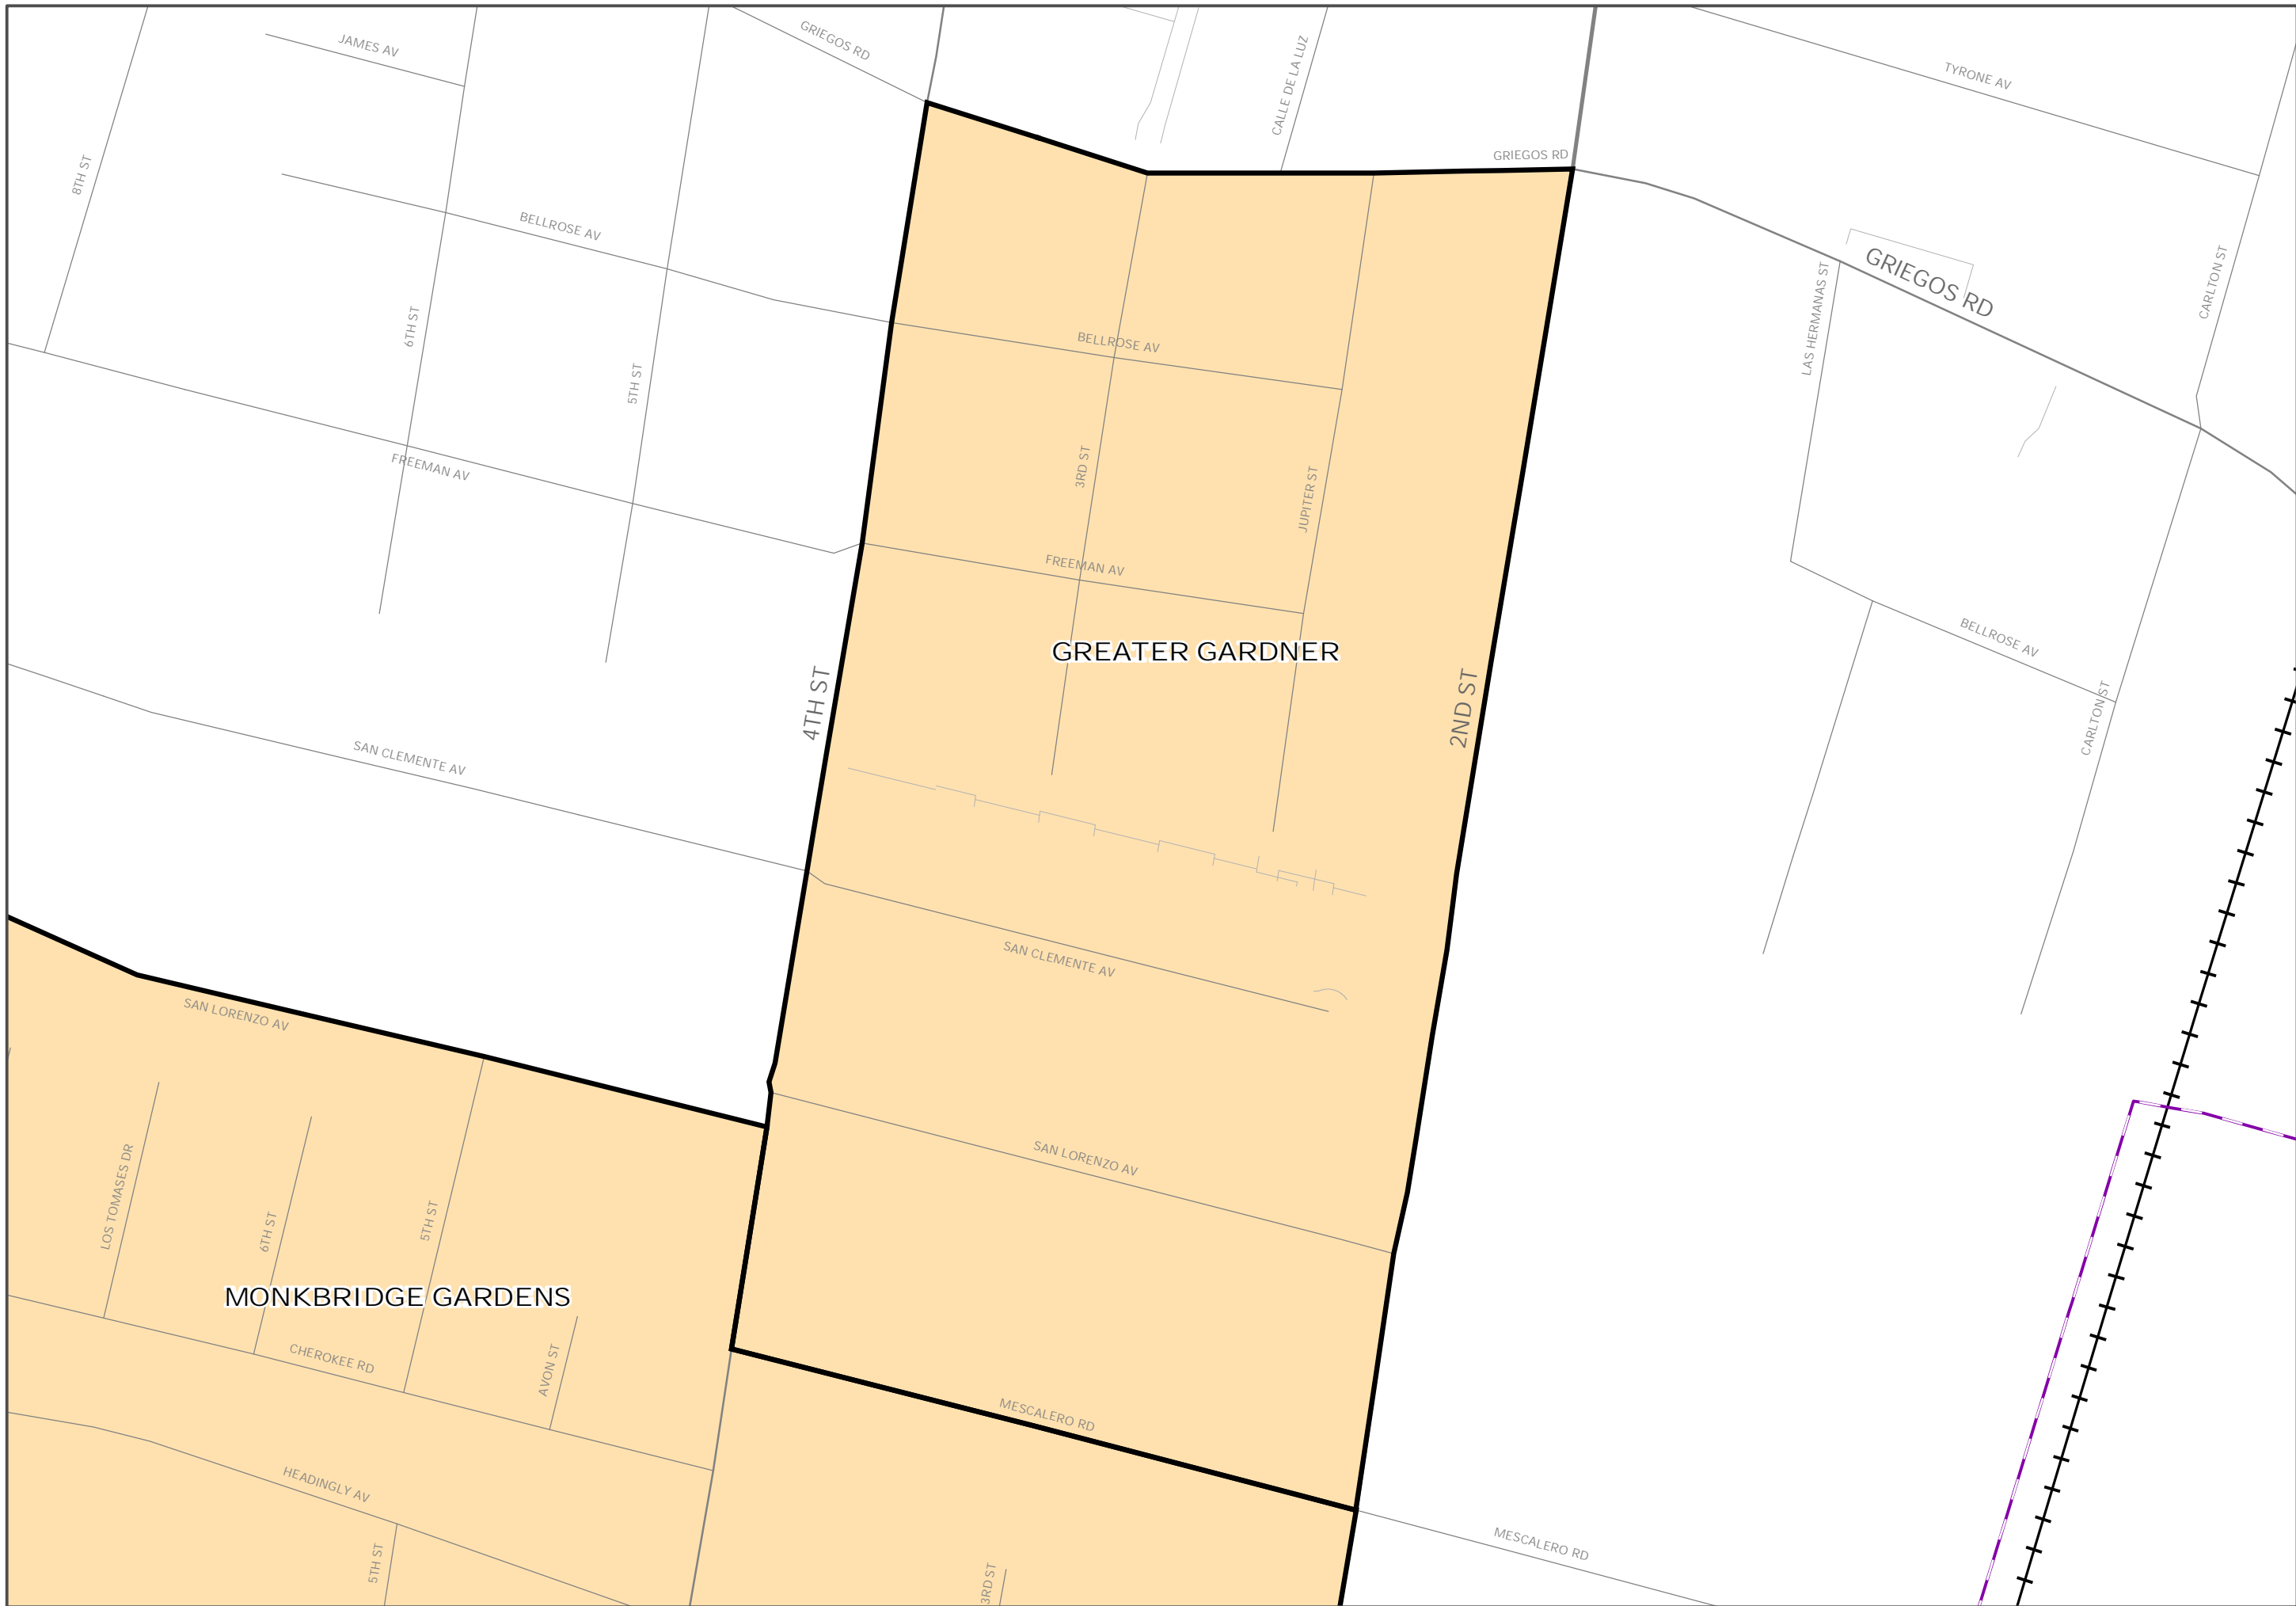 GRIEGOS RD
JAMES AV
CALLE DE LA LUZ
TYRONE AV
8TH ST
GRIEGOS RD
BELLROSE AV
GRIEGOS RD
CARLTON ST
LAS HERMANAS ST
6TH ST
BELLROSE AV
5TH ST
FREEMAN AV
3RD ST
JUPITER ST
FREEMAN AV
GREATER GARDNER
BELLROSE AV
4TH ST
2ND ST
CARLTON ST
SAN CLEMENTE AV
SAN CLEMENTE AV
SAN LORENZO AV
SAN LORENZO AV
LOS TOMASES DR
6TH ST
5TH ST
MONKBRIDGE GARDENS
CHEROKEE RD
AVON ST
MESCALERO RD
HEADINGLY AV
MESCALERO RD
5TH ST
3RD ST